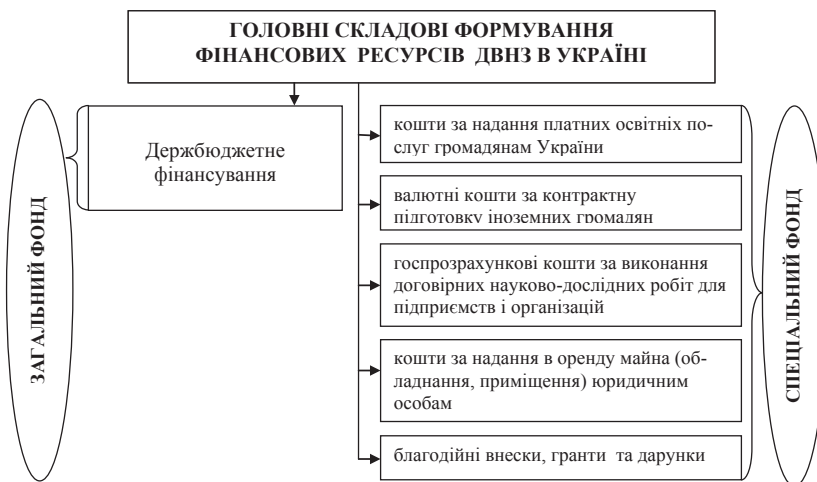 ГОЛОВНІ СКЛАДОВІ ФОРМУВАННЯ
ФІНАНСОВИХ РЕСУРСІВ ДВНЗ В УКРАЇНІ
ЗАГАЛЬНИЙ ФОНД
Держбюджетне
фінансування
кошти за надання платних освітніх по-
слуг громадянам України
валютні кошти за контрактну
підготовку іноземних громадян
госпрозрахункові кошти за виконання
договірних науково-дослідних робіт для
підприємств і організацій
кошти за надання в оренду майна (об-
ладнання, приміщення) юридичним
особам
благодійні внески, гранти та дарунки
СПЕЦІАЛЬНИЙ ФОНД